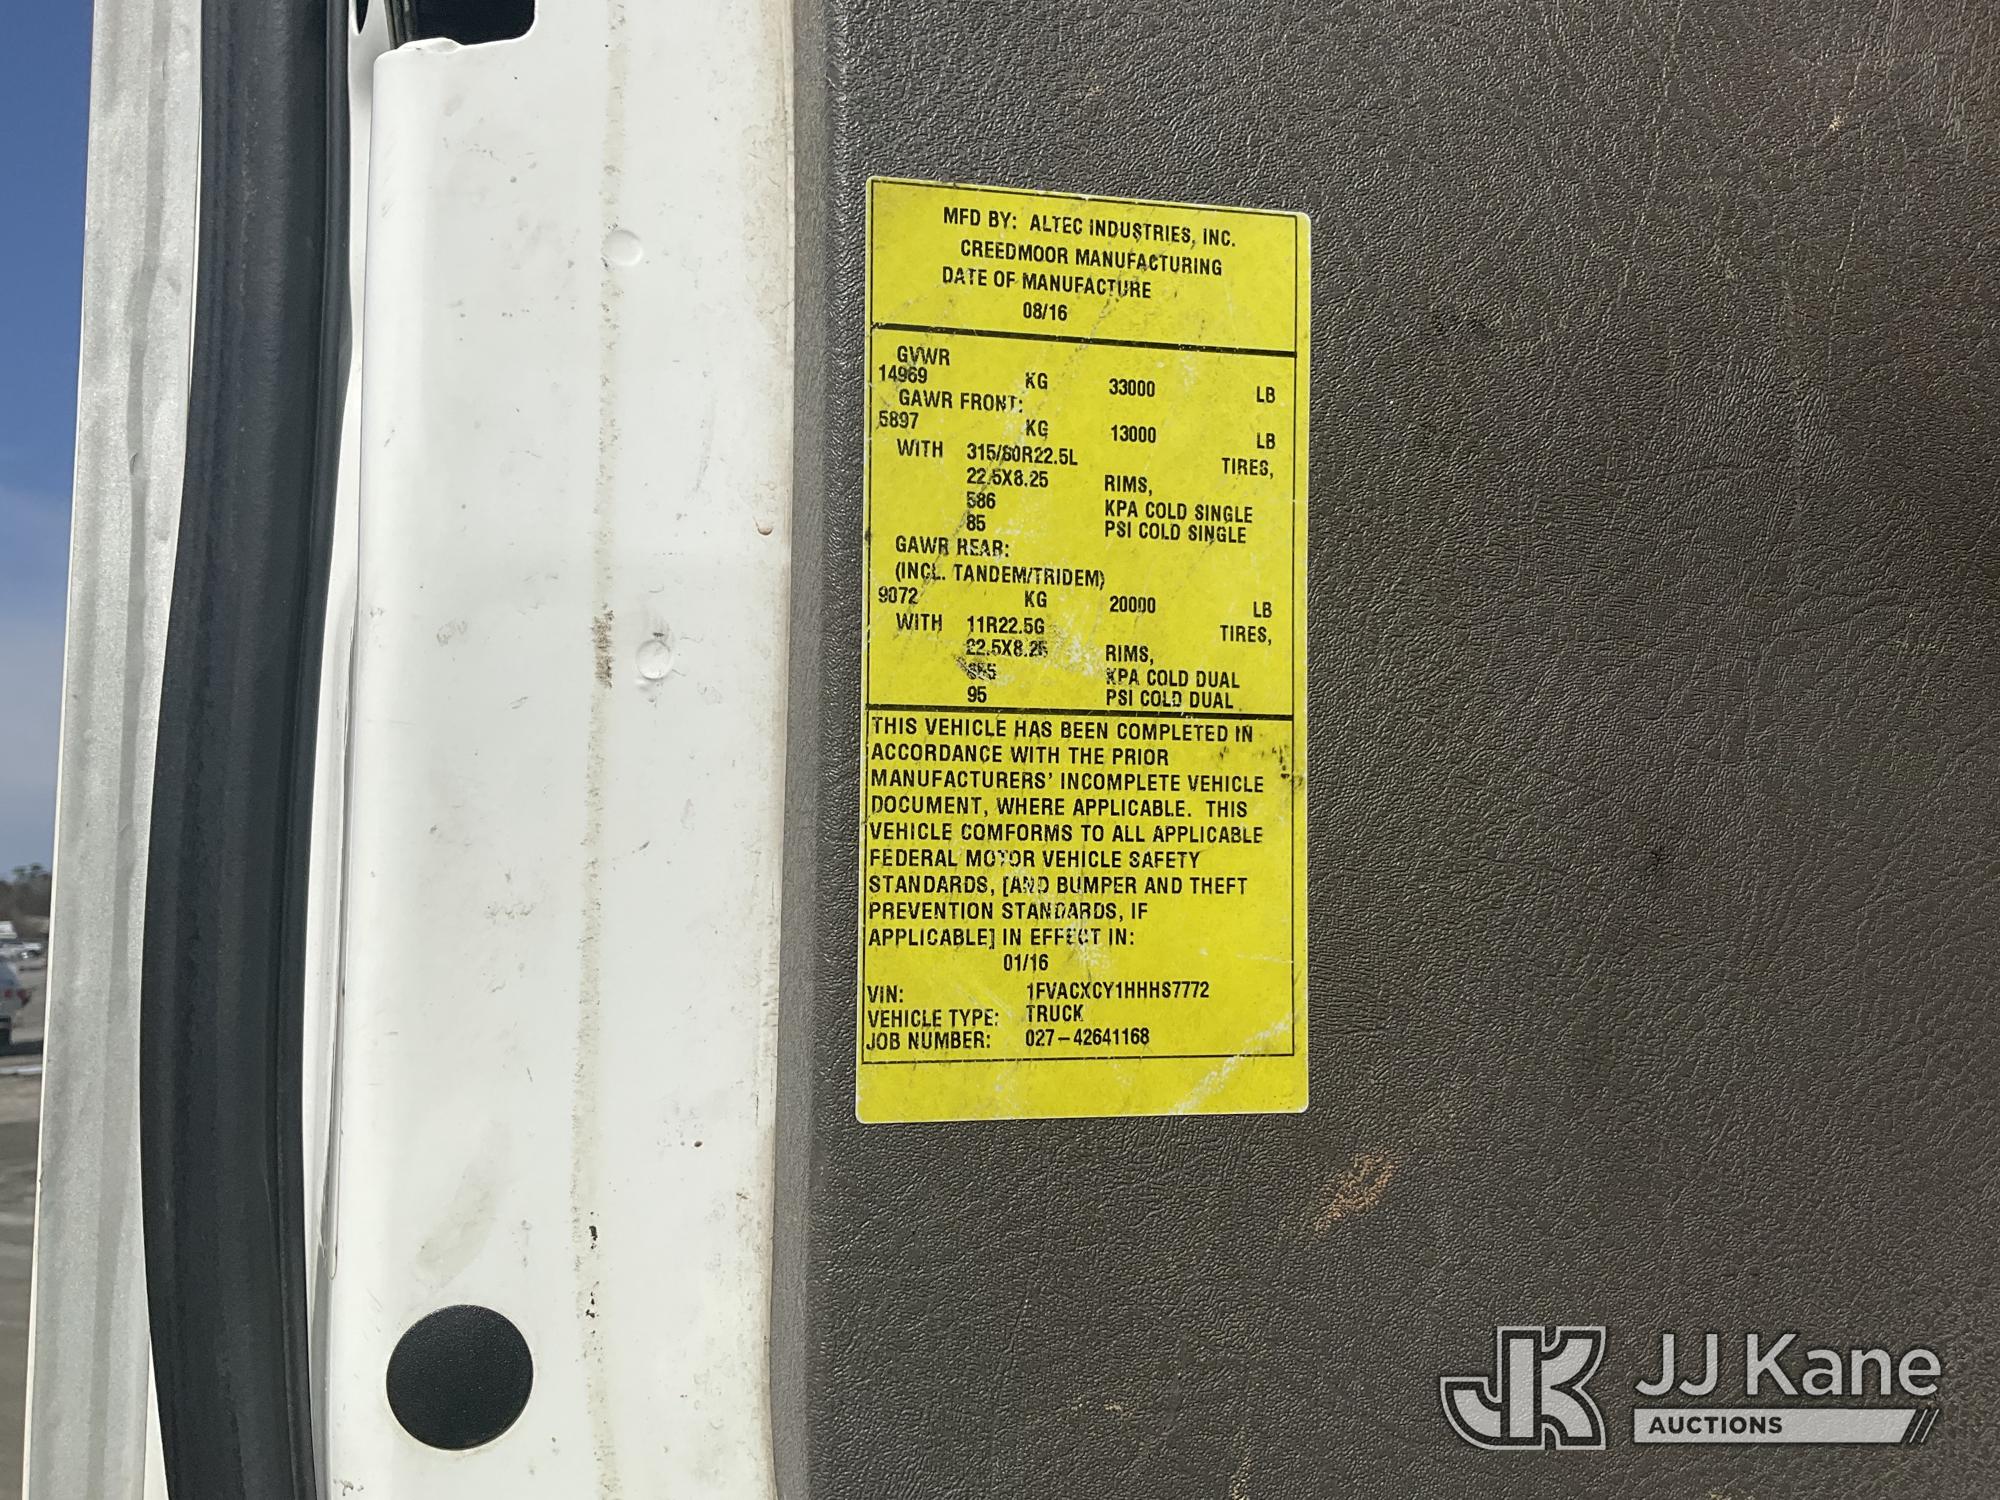 MFD BY: ALTEC INDUSTRIES, INC.
CREEDMOOR MANUFACTURING
DATE OF MANUFACTURE
08/16
GVWR
14969 KG 33000 LB
GAWR FRONT:
5897 KG 13000 LB
WITH 315/80R22.5L TIRES,
22.5X8.25 RIMS,
586 KPA COLD SINGLE
85 PSI COLD SINGLE
GAWR REAR:
(INCL. TANDEM/TRIDEM)
9072 KG 20000 LB
WITH 11R22.5G TIRES,
22.5X8.25 RIMS,
KPA COLD DUAL
95 PSI COLD DUAL
THIS VEHICLE HAS BEEN COMPLETED IN
ACCORDANCE WITH THE PRIOR
MANUFACTURERS' INCOMPLETE VEHICLE
DOCUMENT, WHERE APPLICABLE. THIS
VEHICLE COMFORMS TO ALL APPLICABLE
FEDERAL MOTOR VEHICLE SAFETY
STANDARDS, [AND BUMPER AND THEFT
PREVENTION STANDARDS, IF
APPLICABLE] IN EFFECT IN:
01/16
VIN: 1FVACXCY1HHHS7772
VEHICLE TYPE: TRUCK
JOB NUMBER: 027-42641168
JK JJ Kane
AUCTIONS